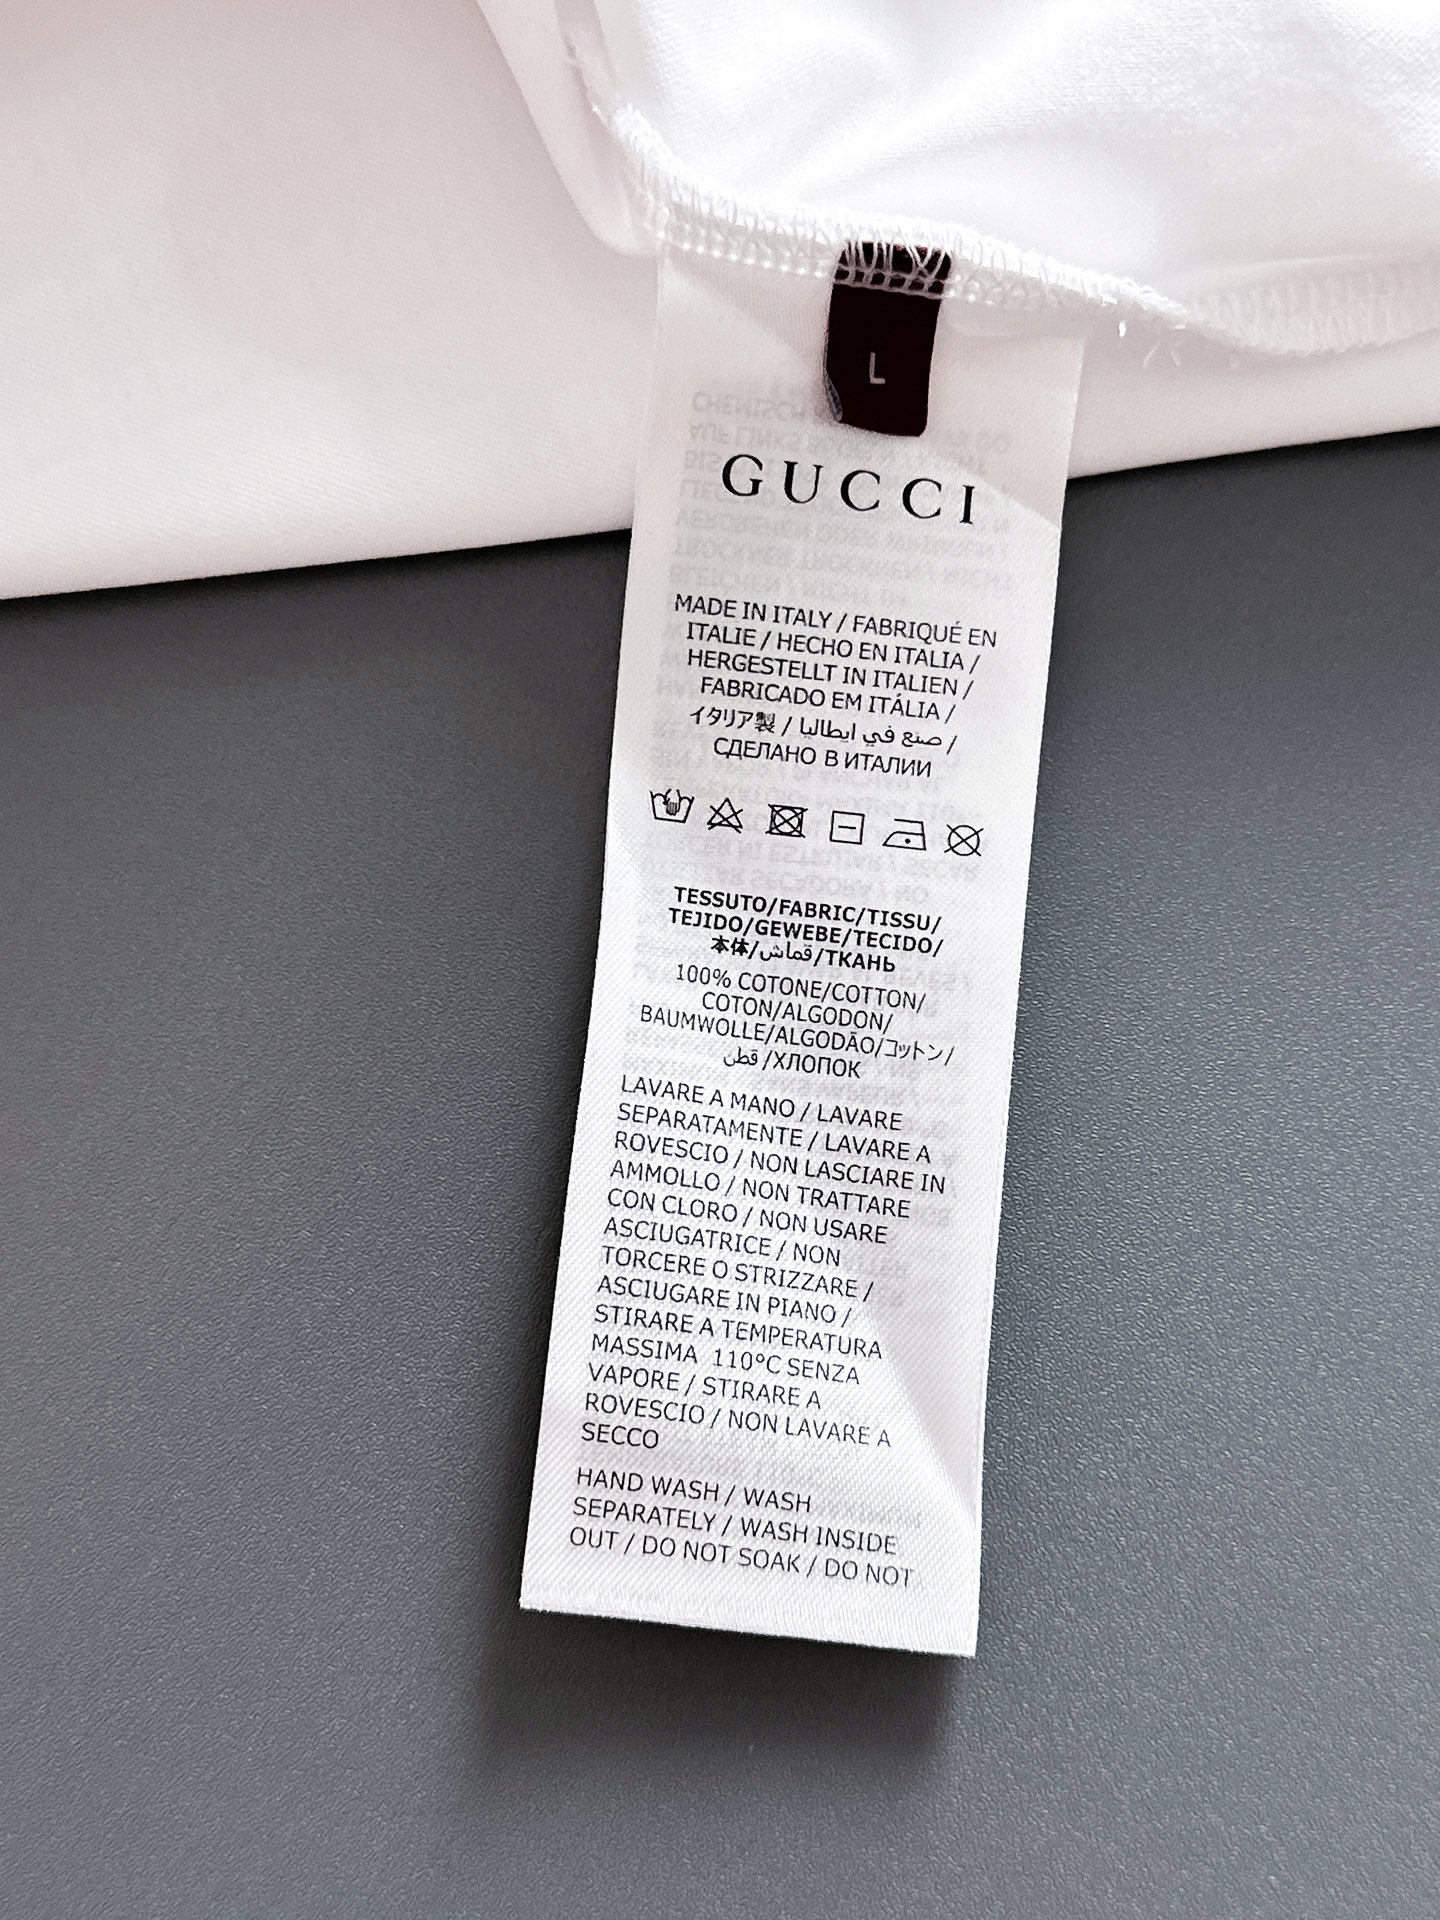 L
GUCCI
MADE IN ITALY / FABRIQUÉ EN
ITALIE / HECHO EN ITALIA /
HERGESTELLT IN ITALIEN /
FABRICADO EM ITÁLIA /
イタリア製 / صنع في ايطاليا /
СДЕЛАНО В ИТАЛИИ
TESSUTO/FABRIC/TISSU/
TEJIDO/GEWEBE/TECIDO/
本体/قماش/ТКАНЬ
100% COTONE/COTTON/
COTON/ALGODON/
BAUMWOLLE/ALGODÃO/コットン/
قطن /ХЛОПОК
LAVARE A MANO / LAVARE
SEPARATAMENTE / LAVARE A
ROVESCIO / NON LASCIARE IN
AMMOLLO / NON TRATTARE
CON CLORO / NON USARE
ASCIUGATRICE / NON
TORCERE O STRIZZARE /
ASCIUGARE IN PIANO /
STIRARE A TEMPERATURA
MASSIMA 110°C SENZA
VAPORE / STIRARE A
ROVESCIO / NON LAVARE A
SECCO
HAND WASH / WASH
SEPARATELY / WASH INSIDE
OUT / DO NOT SOAK / DO NOT